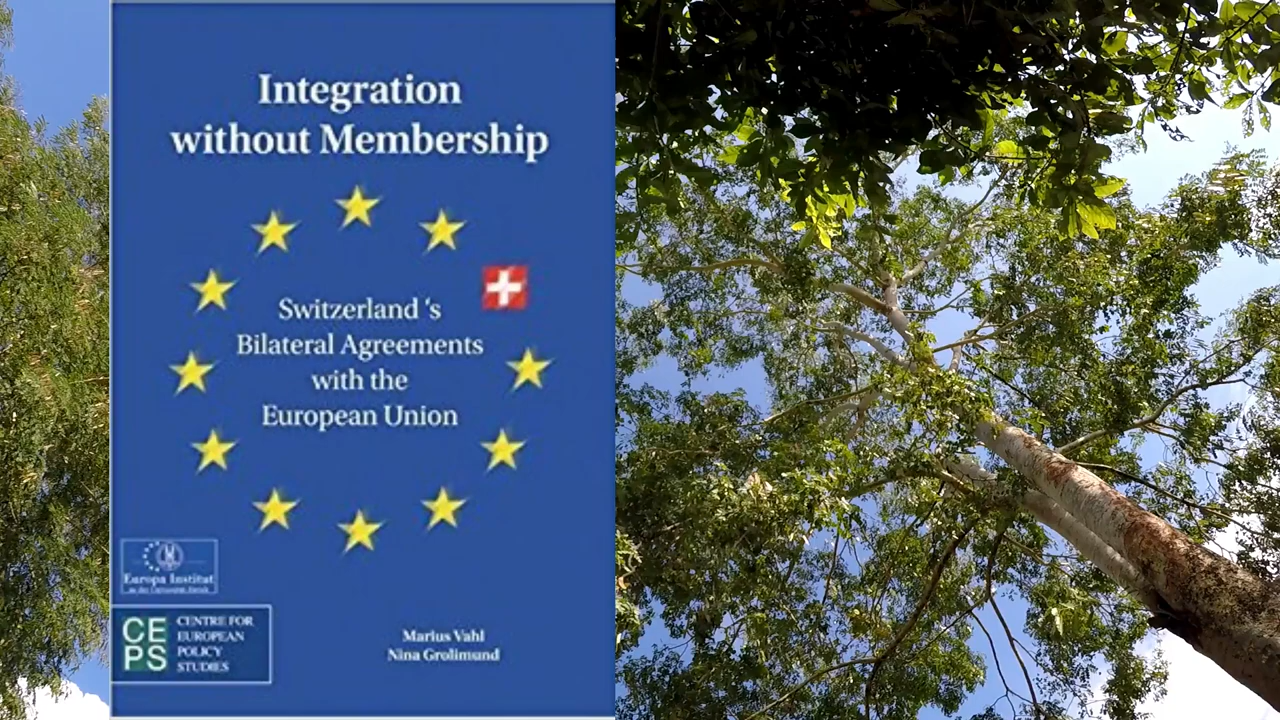 Integration
without Membership
Switzerland ‘s
Bilateral Agreements
with the
European Union
Europa Institut
CE
PS
CENTRE FOR
EUROPEAN
POLICY
STUDIES
Marius Vahl
Nina Grolimund